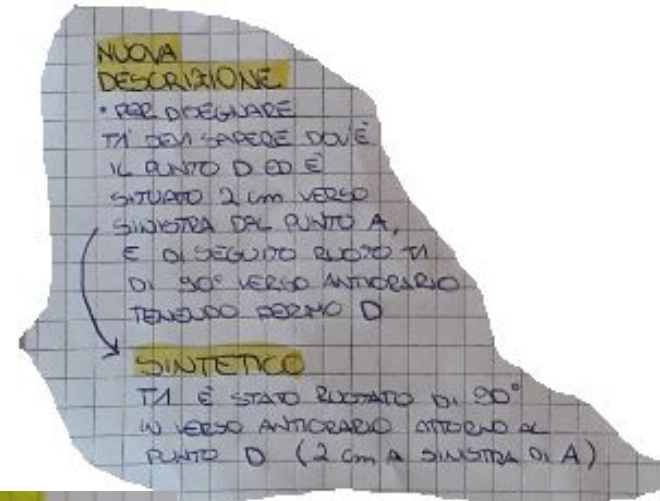 NUOVA
DESCRIZIONE
• PER DISEGNARE
T1' DEVI SAPERE DOV'È
IL PUNTO D ED È
SITUATO 2 cm VERSO
SINISTRA DAL PUNTO A,
E DI SEGUITO RUOTO T1
DI 90° VERSO ANTIORARIO
TENENDO FERMO D
SINTETICO
T1 È STATO RUOTATO DI 90°
IN VERSO ANTIORARIO ATTORNO AL
PUNTO D (2 cm A SINISTRA DI A)